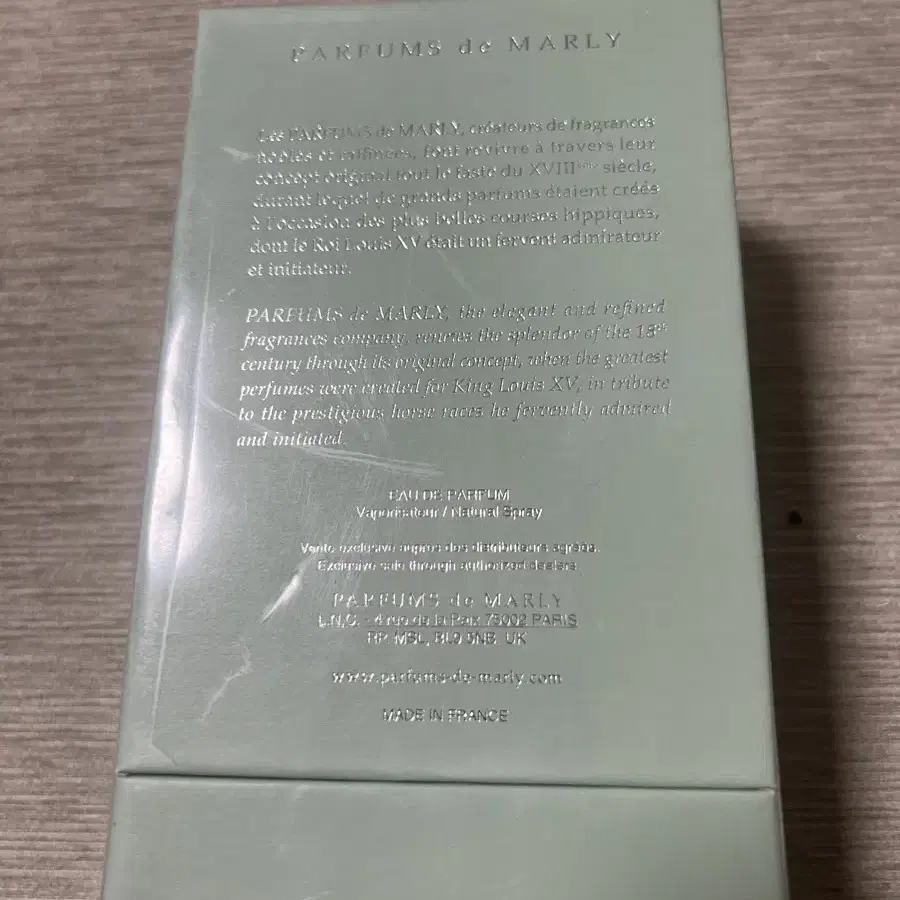 PARFUMS de MARLY
Les PARFUMS de MARLY, créateurs de fragrances
nobles et raffinées, font revivre à travers leur
concept original tout le faste du XVIIIème siècle,
durant lequel de grands parfums étaient créés
à l'occasion des plus belles courses hippiques,
dont le Roi Louis XV était un fervent admirateur
et initiateur.
PARFUMS de MARLY, the elegant and refined
fragrances company, revives the splendor of the 18th
century through its original concept, when the greatest
perfumes were created for King Louis XV, in tribute
to the prestigious horse races he fervently admired
and initiated.
EAU DE PARFUM
Vaporisateur / Natural Spray
Vente exclusive auprès des distributeurs agréés.
Exclusive sale through authorized dealers
PARFUMS de MARLY
L.N.C. - 4 rue de la Paix 75002 PARIS
RP: MSL, BL9 5NB UK
www.parfums-de-marly.com
MADE IN FRANCE